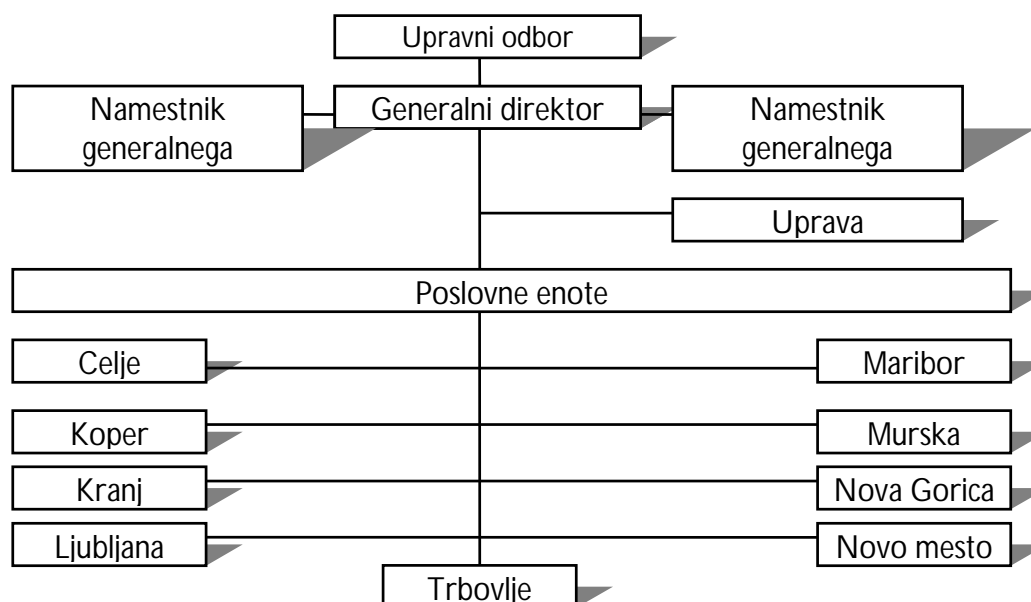 Upravni odbor
Namestnik
generalnega
Generalni direktor
Namestnik
generalnega
Uprava
Poslovne enote
Celje
Maribor
Koper
Murska
Kranj
Nova Gorica
Ljubljana
Novo mesto
Trbovlje